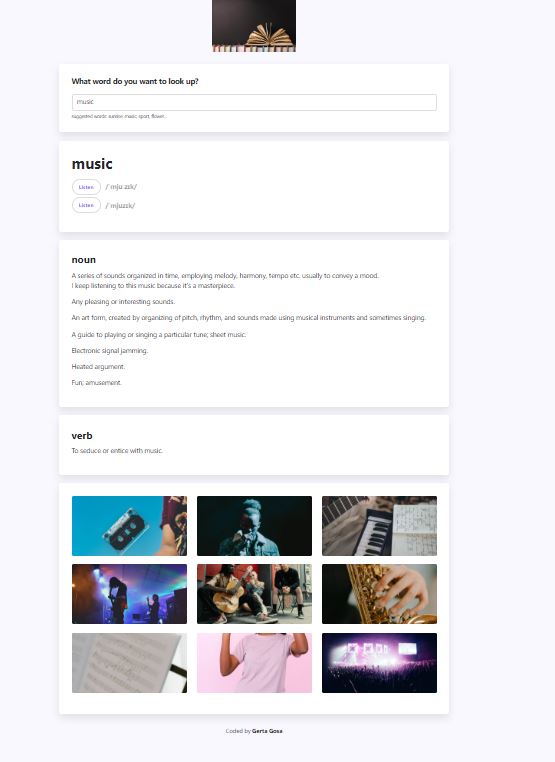 What word do you want to look up?
music
suggested words: sunrise, music, sport, flower...
music
Listen /ˈmjuːzɪk/
Listen /ˈmjuzɪk/
noun
A series of sounds organized in time, employing melody, harmony, tempo etc. usually to convey a mood.
I keep listening to this music because it's a masterpiece.
Any pleasing or interesting sounds.
An art form, created by organizing of pitch, rhythm, and sounds made using musical instruments and sometimes singing.
A guide to playing or singing a particular tune; sheet music.
Electronic signal jamming.
Heated argument.
Fun; amusement.
verb
To seduce or entice with music.
Coded by Gerta Gosa